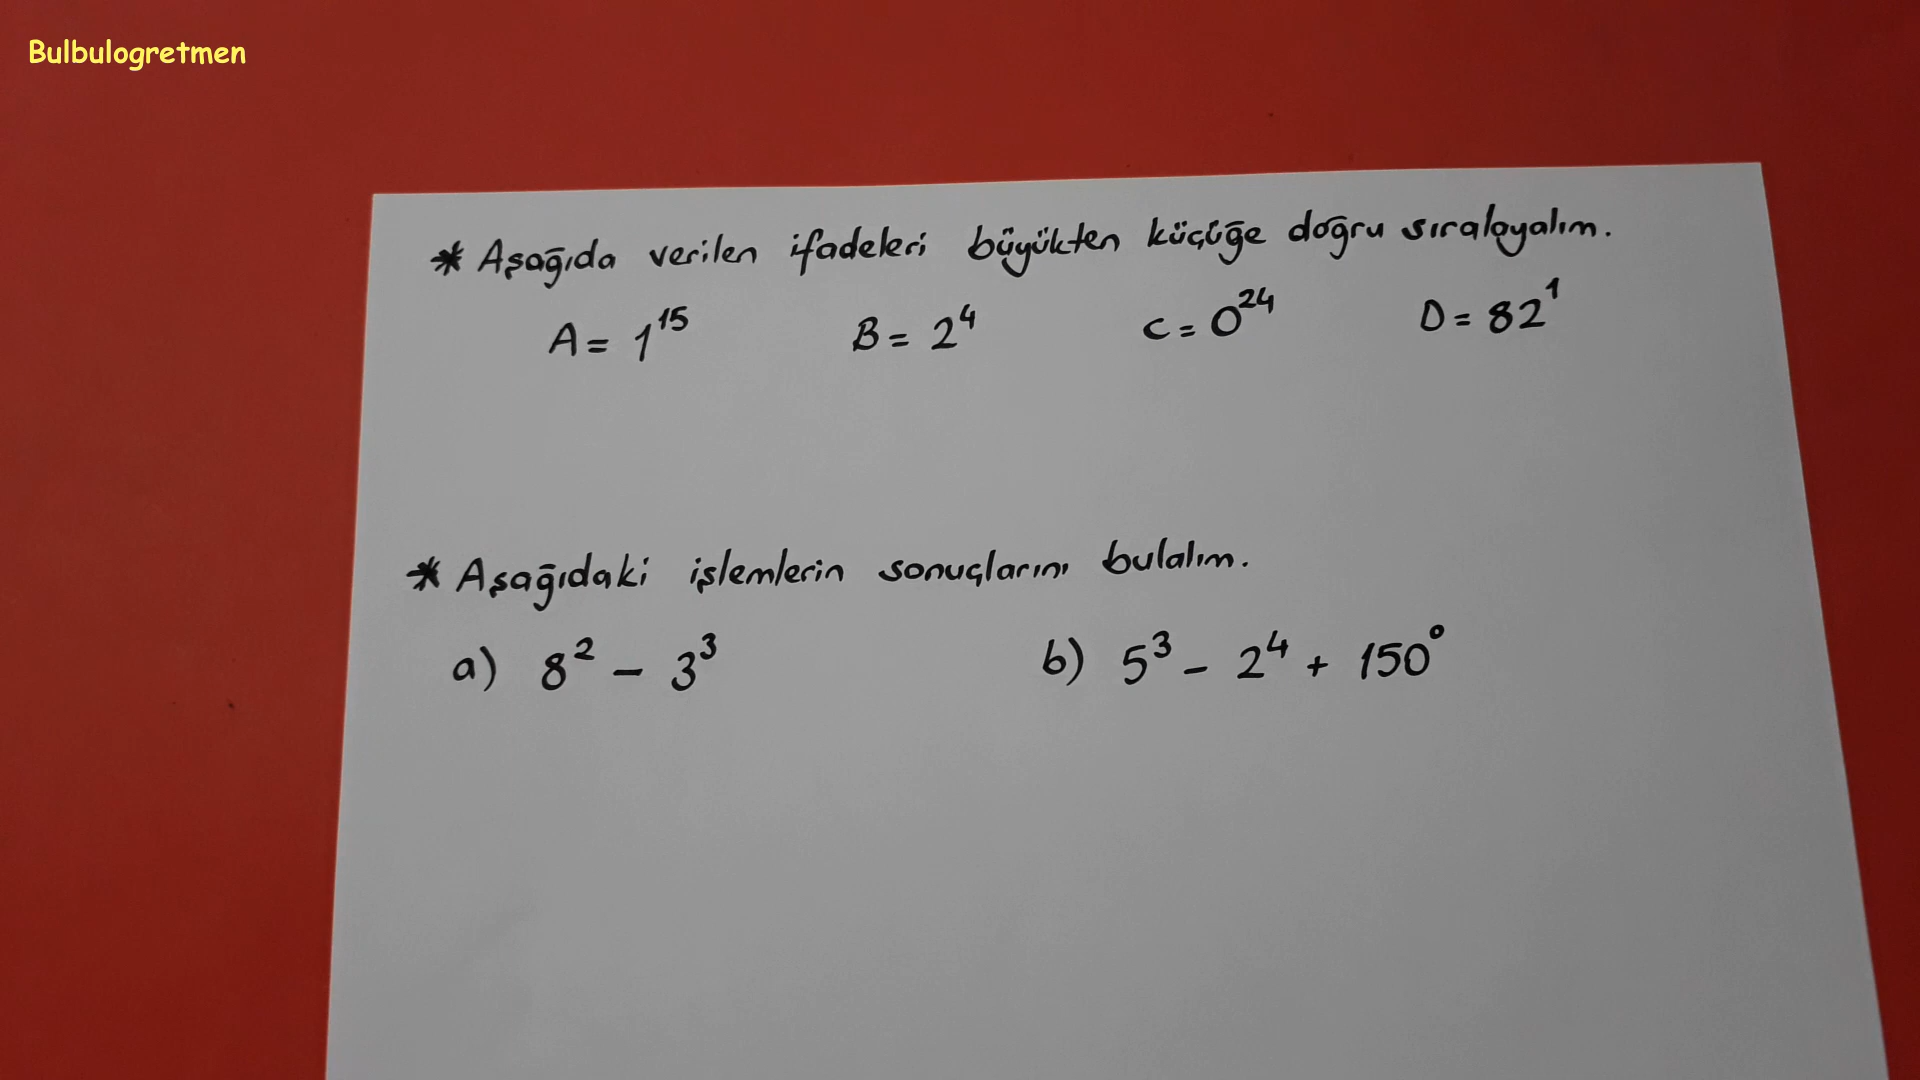 Bulbulogretmen
* Aşağıda verilen ifadeleri büyükten küçüğe doğru sıralayalım.
A = 1¹⁵ B = 2⁴ C = 0²⁴ D = 82¹
* Aşağıdaki işlemlerin sonuçlarını bulalım.
a) 8² - 3³ b) 5³ - 2⁴ + 150⁰